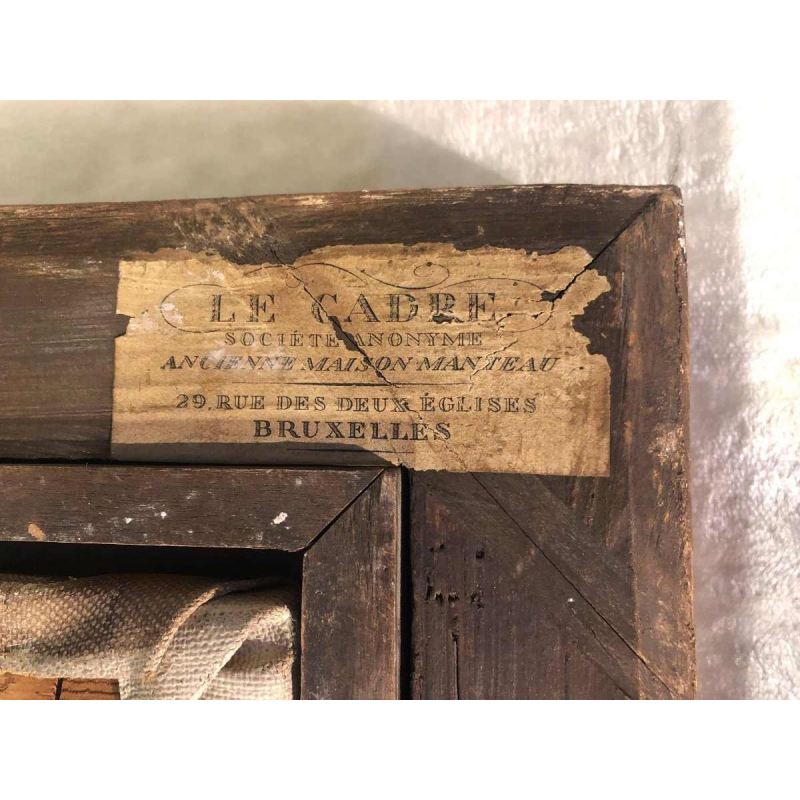 LE CADRE
SOCIÉTÉ ANONYME
ANCIENNE MAISON MANTEAU
29, RUE DES DEUX ÉGLISES
BRUXELLES